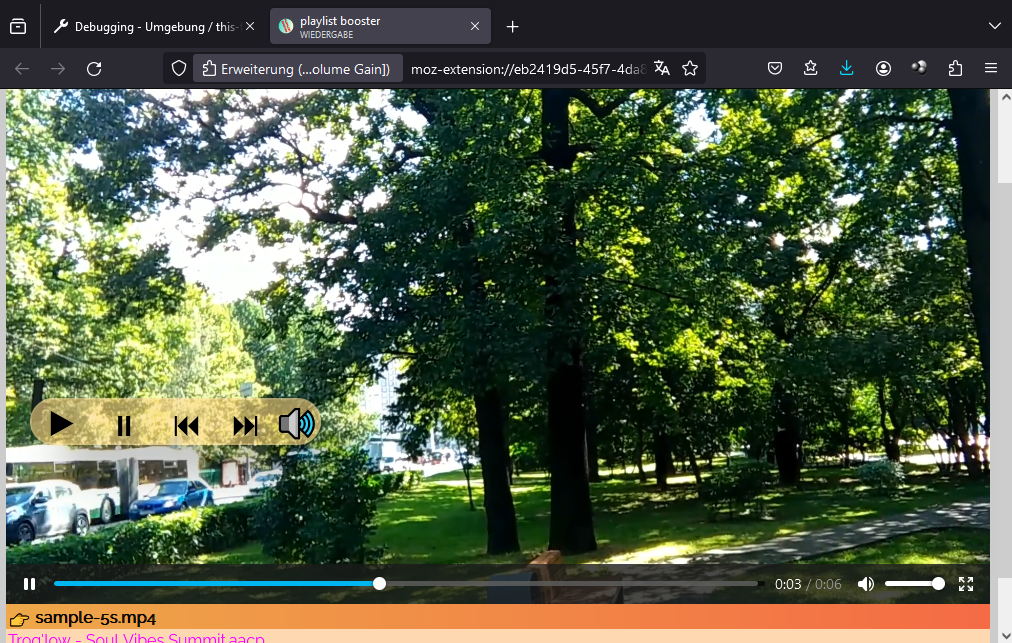 Debugging - Umgebung / this-
playlist booster
WIEDERGABE
Erweiterung (...olume Gain])
moz-extension://eb2419d5-45f7-4da8
0:03 / 0:06
sample-5s.mp4
Trog'low - Soul Vibes Summit.aacp